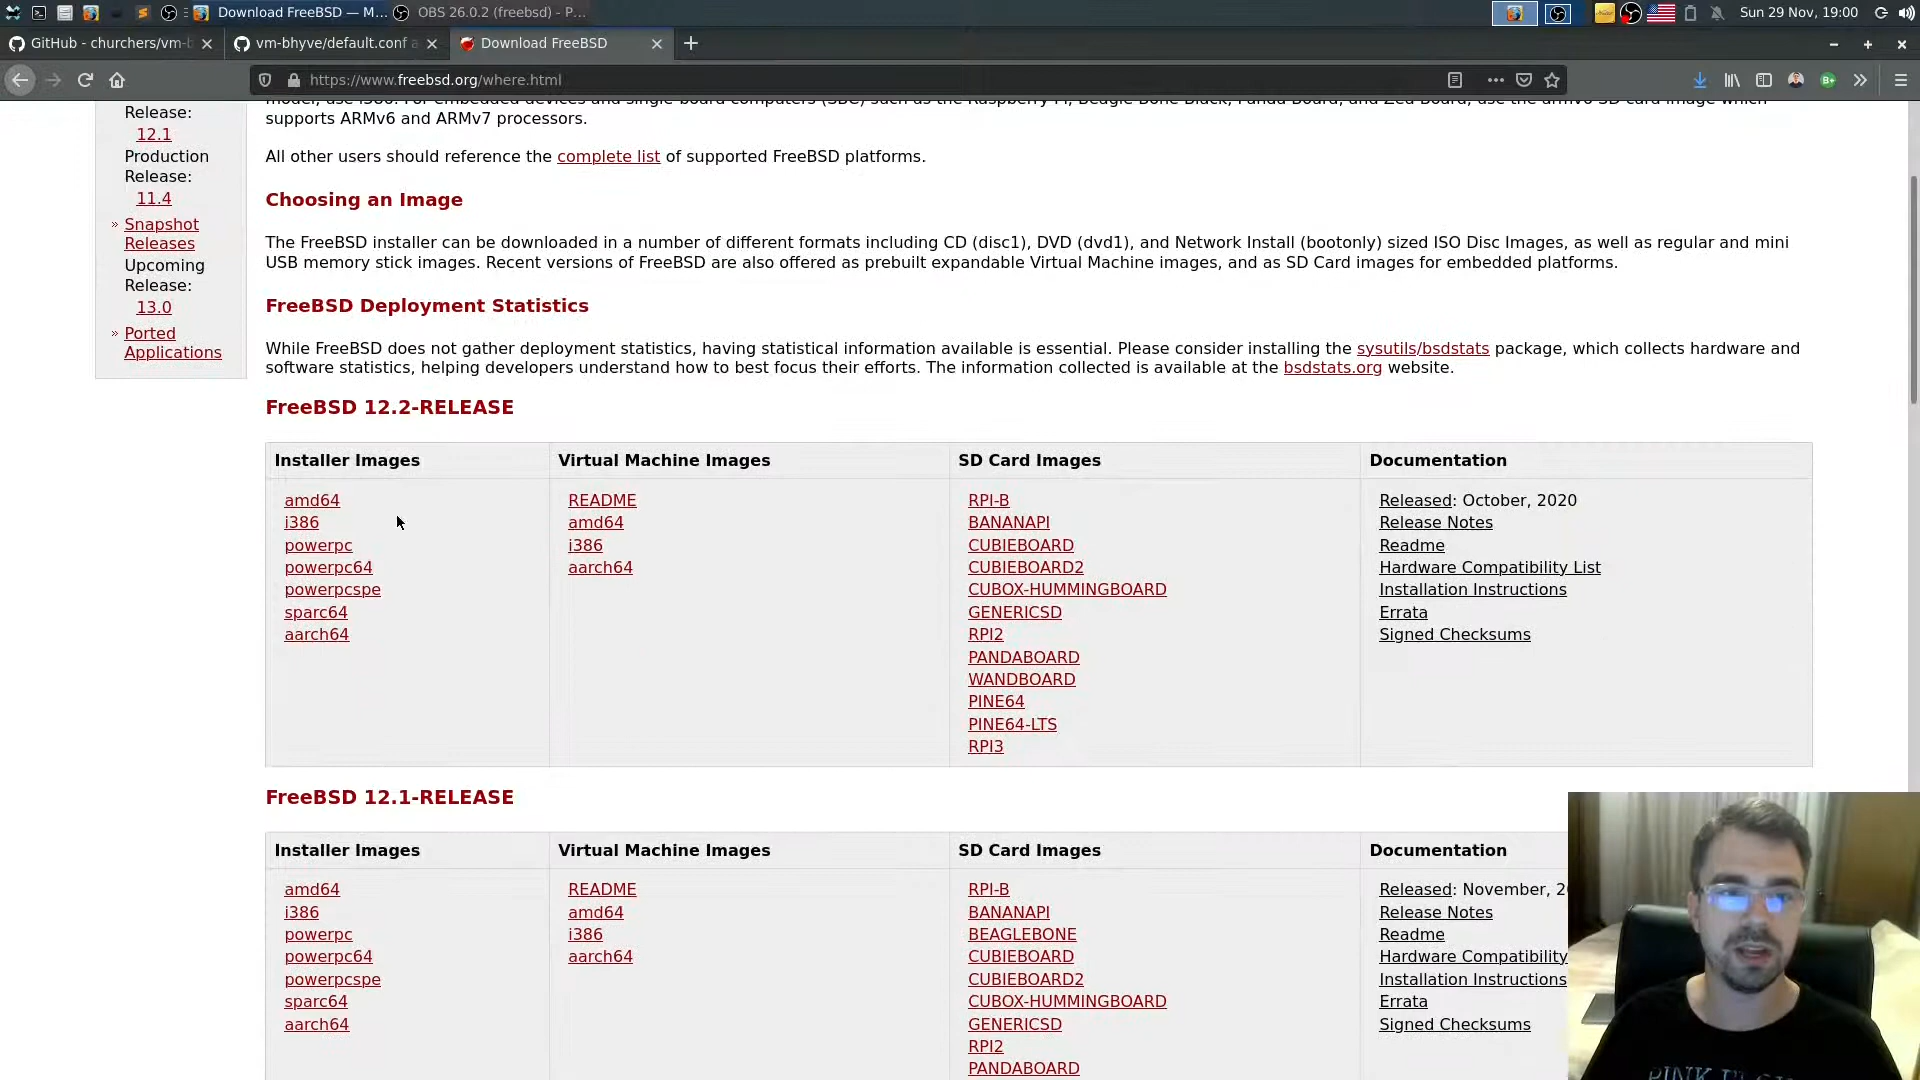 Download FreeBSD — M...
OBS 26.0.2 (freebsd) - P...
Sun 29 Nov, 19:00
GitHub - churchers/vm-b
vm-bhyve/default.conf a
Download FreeBSD
https://www.freebsd.org/where.html
supports ARMv6 and ARMv7 processors.
All other users should reference the complete list of supported FreeBSD platforms.
Release:
12.1
Production
Release:
11.4
» Snapshot
Releases
Upcoming
Release:
13.0
» Ported
Applications
Choosing an Image
The FreeBSD installer can be downloaded in a number of different formats including CD (disc1), DVD (dvd1), and Network Install (bootonly) sized ISO Disc Images, as well as regular and mini
USB memory stick images. Recent versions of FreeBSD are also offered as prebuilt expandable Virtual Machine images, and as SD Card images for embedded platforms.
FreeBSD Deployment Statistics
While FreeBSD does not gather deployment statistics, having statistical information available is essential. Please consider installing the sysutils/bsdstats package, which collects hardware and
software statistics, helping developers understand how to best focus their efforts. The information collected is available at the bsdstats.org website.
FreeBSD 12.2-RELEASE
Installer Images
amd64
i386
powerpc
powerpc64
powerpcspe
sparc64
aarch64
Virtual Machine Images
README
amd64
i386
aarch64
SD Card Images
RPI-B
BANANAPI
CUBIEBOARD
CUBIEBOARD2
CUBOX-HUMMINGBOARD
GENERICSD
RPI2
PANDABOARD
WANDBOARD
PINE64
PINE64-LTS
RPI3
Documentation
Released: October, 2020
Release Notes
Readme
Hardware Compatibility List
Installation Instructions
Errata
Signed Checksums
FreeBSD 12.1-RELEASE
Installer Images
amd64
i386
powerpc
powerpc64
powerpcspe
sparc64
aarch64
Virtual Machine Images
README
amd64
i386
aarch64
SD Card Images
RPI-B
BANANAPI
BEAGLEBONE
CUBIEBOARD
CUBIEBOARD2
CUBOX-HUMMINGBOARD
GENERICSD
RPI2
PANDABOARD
Documentation
Released: November, 2
Release Notes
Readme
Hardware Compatibility
Installation Instructions
Errata
Signed Checksums